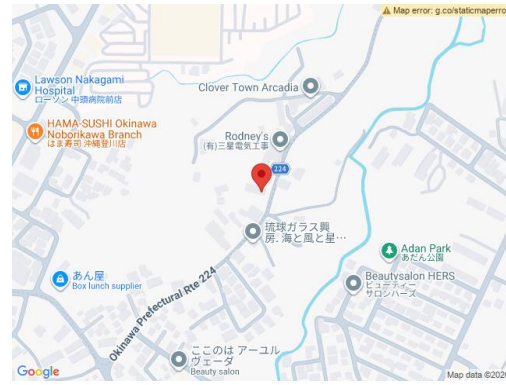 Map error: g.co/staticmaperro
Lawson Nakagami
Hospital
ローソン 中頭病院前店
Clover Town Arcadia
HAMA-SUSHI Okinawa
Noborikawa Branch
はま寿司 沖縄登川店
Rodney's
(有)三星電気工事
224
琉球ガラス興
房.海と風と星…
Adan Park
あだん公園
あん屋
Box lunch supplier
Beautysalon HERS
ビューティー
サロンハーズ
Okinawa Prefectural Rte 224
ここのは アーユル
ヴェーダ
Beauty salon
Google
Map data ©2026